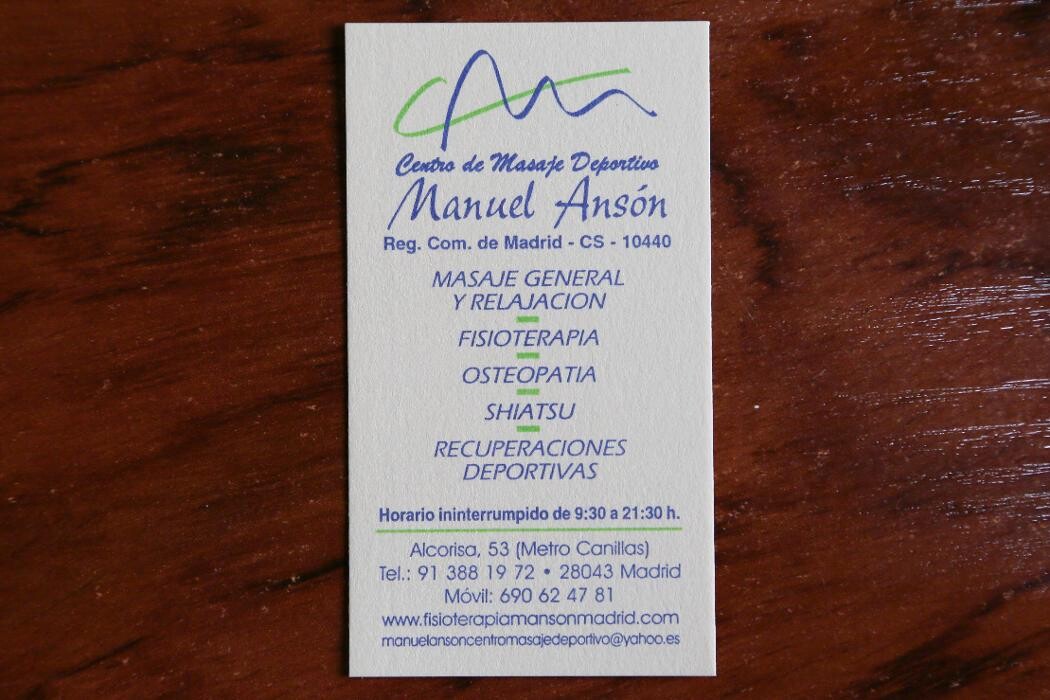 Centro de Masaje Deportivo
Manuel Ansón
Reg. Com. de Madrid - CS - 10440
MASAJE GENERAL
Y RELAJACION
FISIOTERAPIA
OSTEOPATIA
SHIATSU
RECUPERACIONES
DEPORTIVAS
Horario ininterrumpido de 9:30 a 21:30 h.
Alcorisa, 53 (Metro Canillas)
Tel.: 91 388 19 72 • 28043 Madrid
Móvil: 690 62 47 81
www.fisioterapiamansonmadrid.com
manuelansoncentromasajedeportivo@yahoo.es